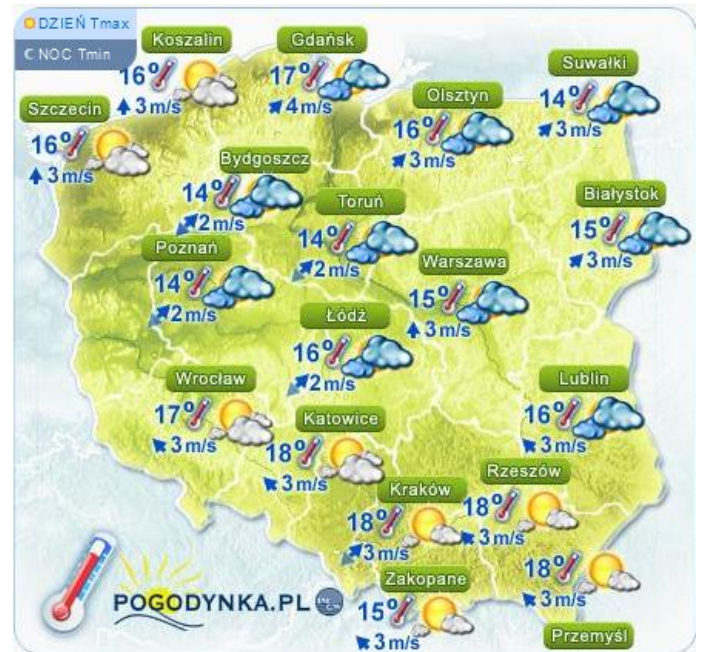 DZIEŃ Tmax
NOC Tmin
Koszalin
16°
3 m/s
Gdańsk
17°
4 m/s
Suwałki
14°
3 m/s
Szczecin
16°
3 m/s
Olsztyn
16°
3 m/s
Bydgoszcz
14°
2 m/s
Toruń
14°
2 m/s
Białystok
15°
3 m/s
Poznań
14°
2 m/s
Warszawa
15°
3 m/s
Łódź
16°
2 m/s
Wrocław
17°
3 m/s
Katowice
18°
3 m/s
Lublin
16°
3 m/s
Kraków
18°
3 m/s
Rzeszów
18°
3 m/s
Zakopane
15°
3 m/s
18°
3 m/s
Przemyśl
POGODYNKA.PL